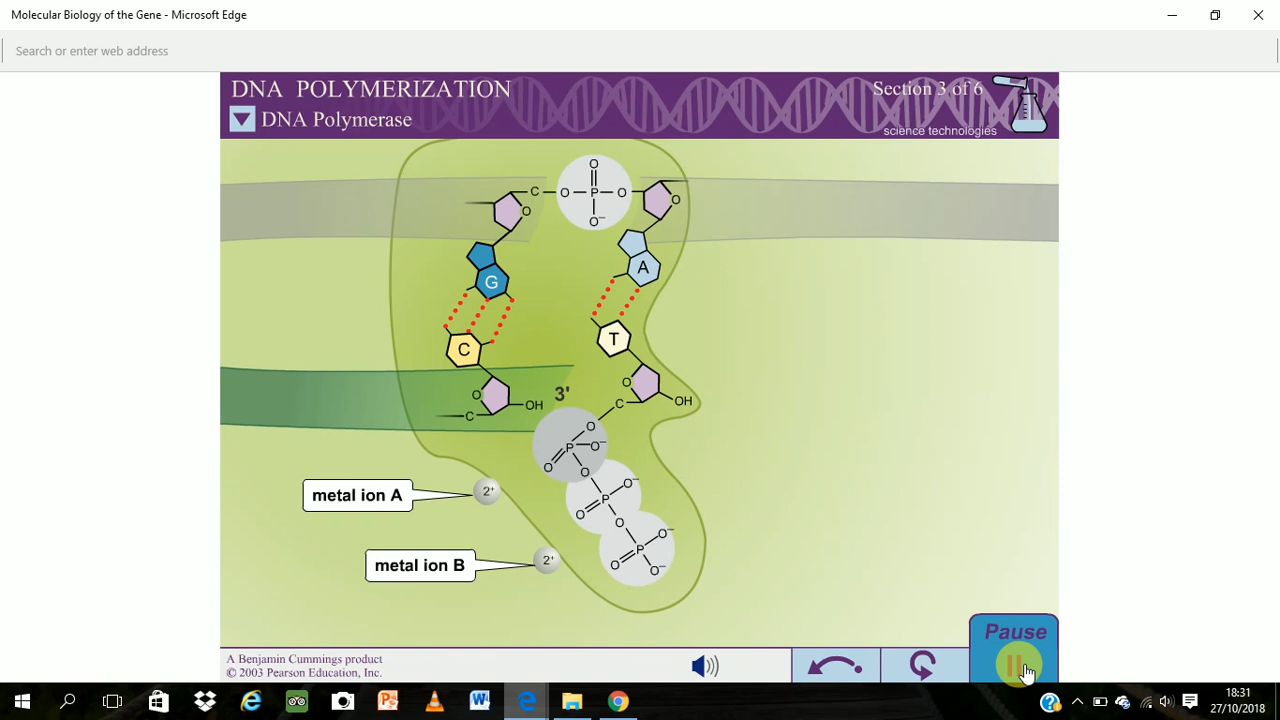 Molecular Biology of the Gene - Microsoft Edge
Search or enter web address
DNA POLYMERIZATION
Section 3 of 6
DNA Polymerase
science technologies
O
C O P O
O O
O⁻
G A
C T
O O
3'
OH C OH
C
O
P O⁻
O O
metal ion A 2⁺
P O⁻
O
O
P O⁻
metal ion B 2⁺
O O⁻
Pause
A Benjamin Cummings product
© 2003 Pearson Education, Inc.
18:31
27/10/2018